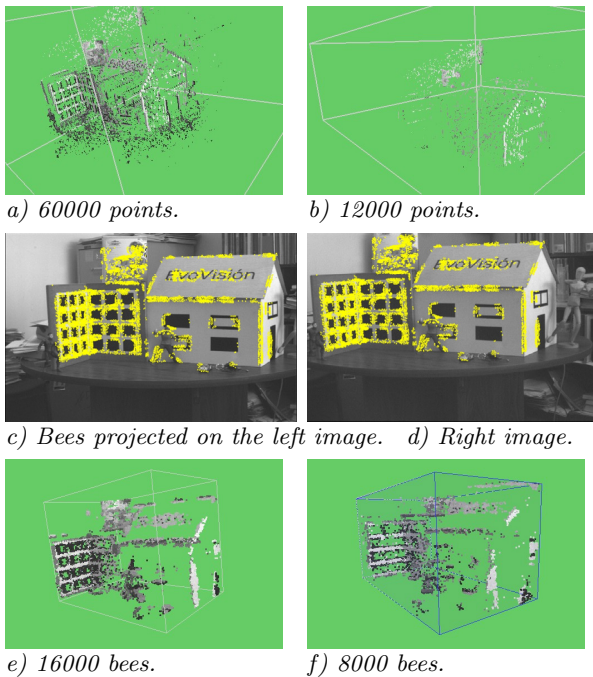 a) 60000 points.
b) 12000 points.
EvoVisión
EvoVisión
c) Bees projected on the left image.
d) Right image.
e) 16000 bees.
f) 8000 bees.